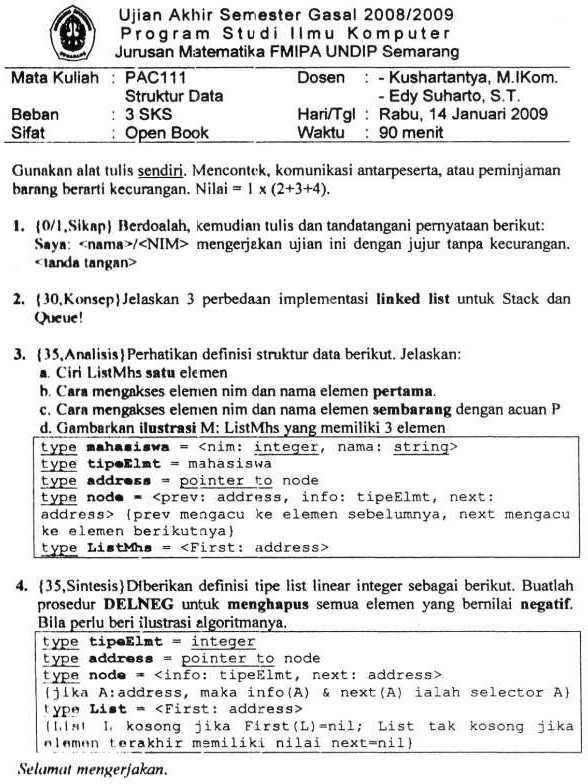 Ujian Akhir Semester Gasal 2008/2009
Program Studi Ilmu Komputer
Jurusan Matematika FMIPA UNDIP Semarang
Mata Kuliah : PAC111 Dosen : - Kushartantya, M.IKom.
Struktur Data - Edy Suharto, S.T.
Beban : 3 SKS Hari/Tgl : Rabu, 14 Januari 2009
Sifat : Open Book Waktu : 90 menit
Gunakan alat tulis sendiri. Mencontek, komunikasi antarpeserta, atau peminjaman
barang berarti kecurangan. Nilai = 1 x (2+3+4).
1. {0/1,Sikap} Berdoalah, kemudian tulis dan tandatangani pernyataan berikut:
Saya: <nama>/<NIM> mengerjakan ujian ini dengan jujur tanpa kecurangan.
<tanda tangan>
2. {30,Konsep}Jelaskan 3 perbedaan implementasi linked list untuk Stack dan
Queue!
3. {35,Analisis}Perhatikan definisi struktur data berikut. Jelaskan:
a. Ciri ListMhs satu elemen
b. Cara mengakses elemen nim dan nama elemen pertama.
c. Cara mengakses elemen nim dan nama elemen sembarang dengan acuan P
d. Gambarkan ilustrasi M: ListMhs yang memiliki 3 elemen
type mahasiswa = <nim: integer, nama: string>
type tipeElmt = mahasiswa
type address = pointer to node
type node = <prev: address, info: tipeElmt, next:
address> {prev mengacu ke elemen sebelumnya, next mengacu
ke elemen berikutnya}
type ListMhs = <First: address>
4. {35,Sintesis}Diberikan definisi tipe list linear integer sebagai berikut. Buatlah
prosedur DELNEG untuk menghapus semua elemen yang bernilai negatif.
Bila perlu beri ilustrasi algoritmanya.
type tipeElmt = integer
type address = pointer to node
type node = <info: tipeElmt, next: address>
{jika A:address, maka info(A) & next(A) ialah selector A}
type List = <First: address>
{List L kosong jika First(L)=nil; List tak kosong jika
elemen terakhir memiliki nilai next=nil}
Selamat mengerjakan.